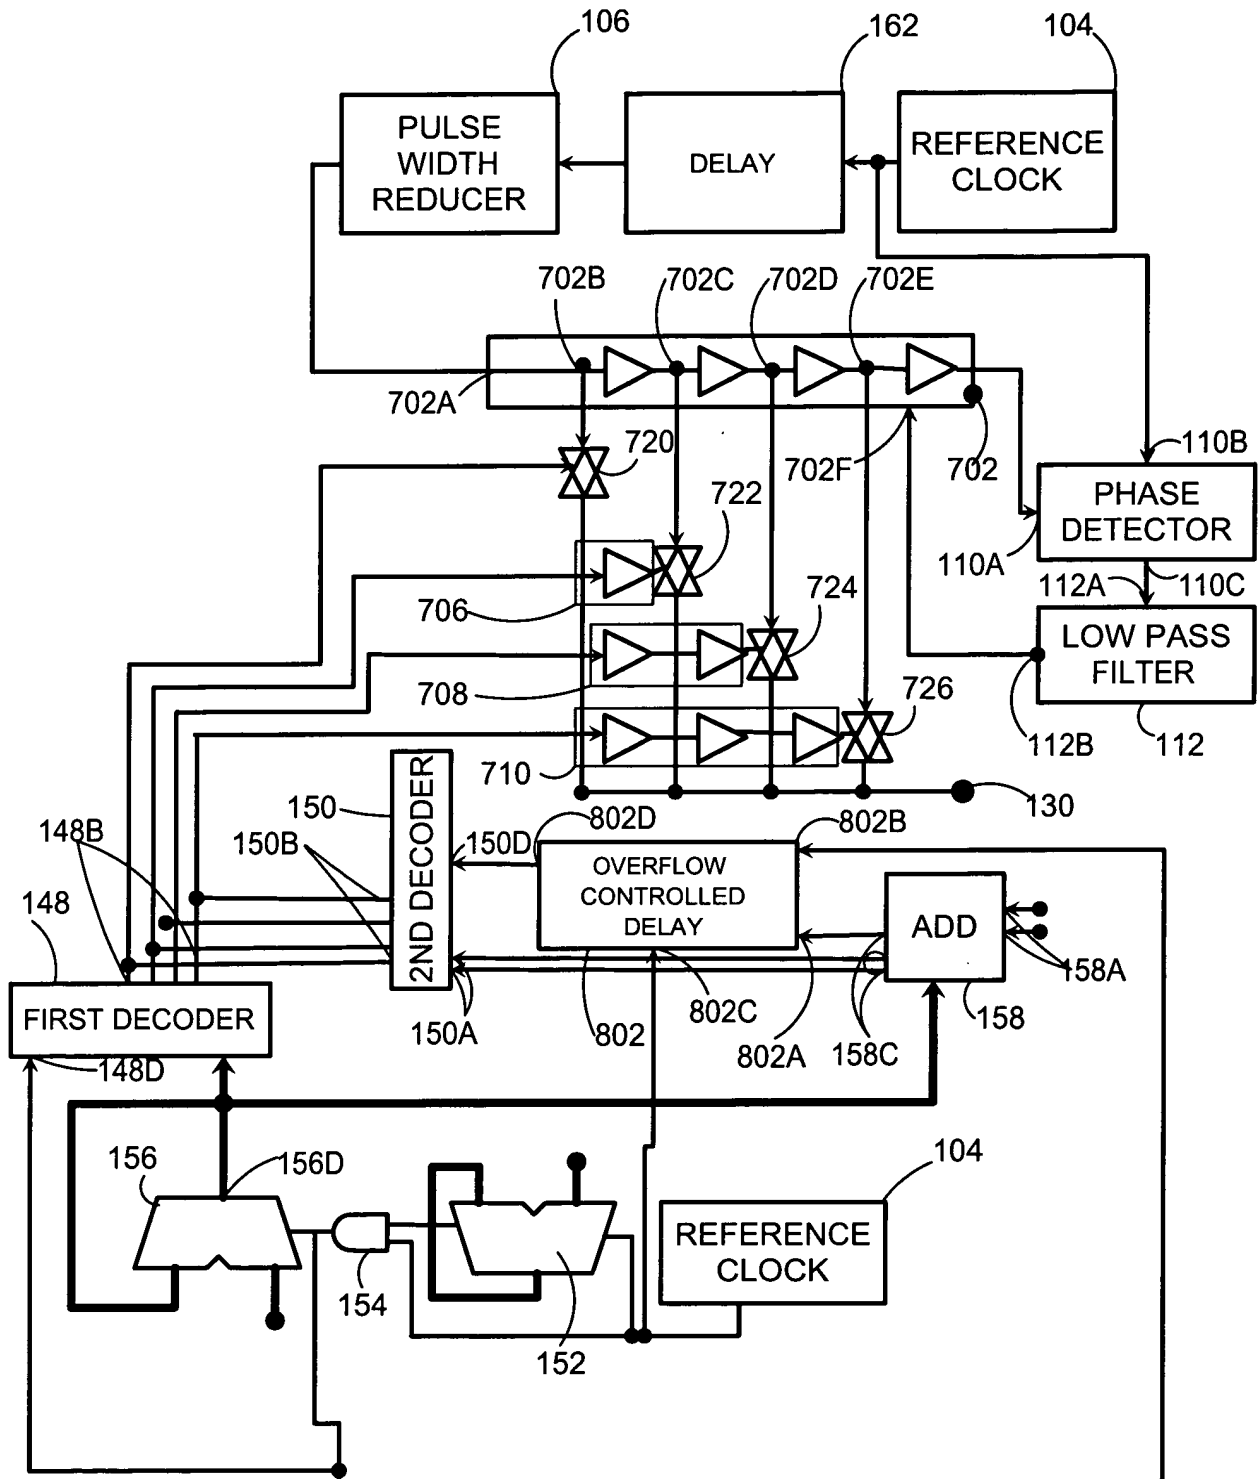 106
162
104
PULSE
WIDTH
REDUCER
DELAY
REFERENCE
CLOCK
702B
702C
702D
702E
702A
720
702F
702
110B
722
PHASE
DETECTOR
110A
112A
110C
706
724
LOW PASS
FILTER
708
726
112B
112
710
130
150
148B
150B
2ND DECODER
150D
802D
802B
OVERFLOW
CONTROLLED
DELAY
ADD
148
158A
FIRST DECODER
150A
802
802C
802A
158C
158
148D
156
156D
104
154
152
REFERENCE
CLOCK